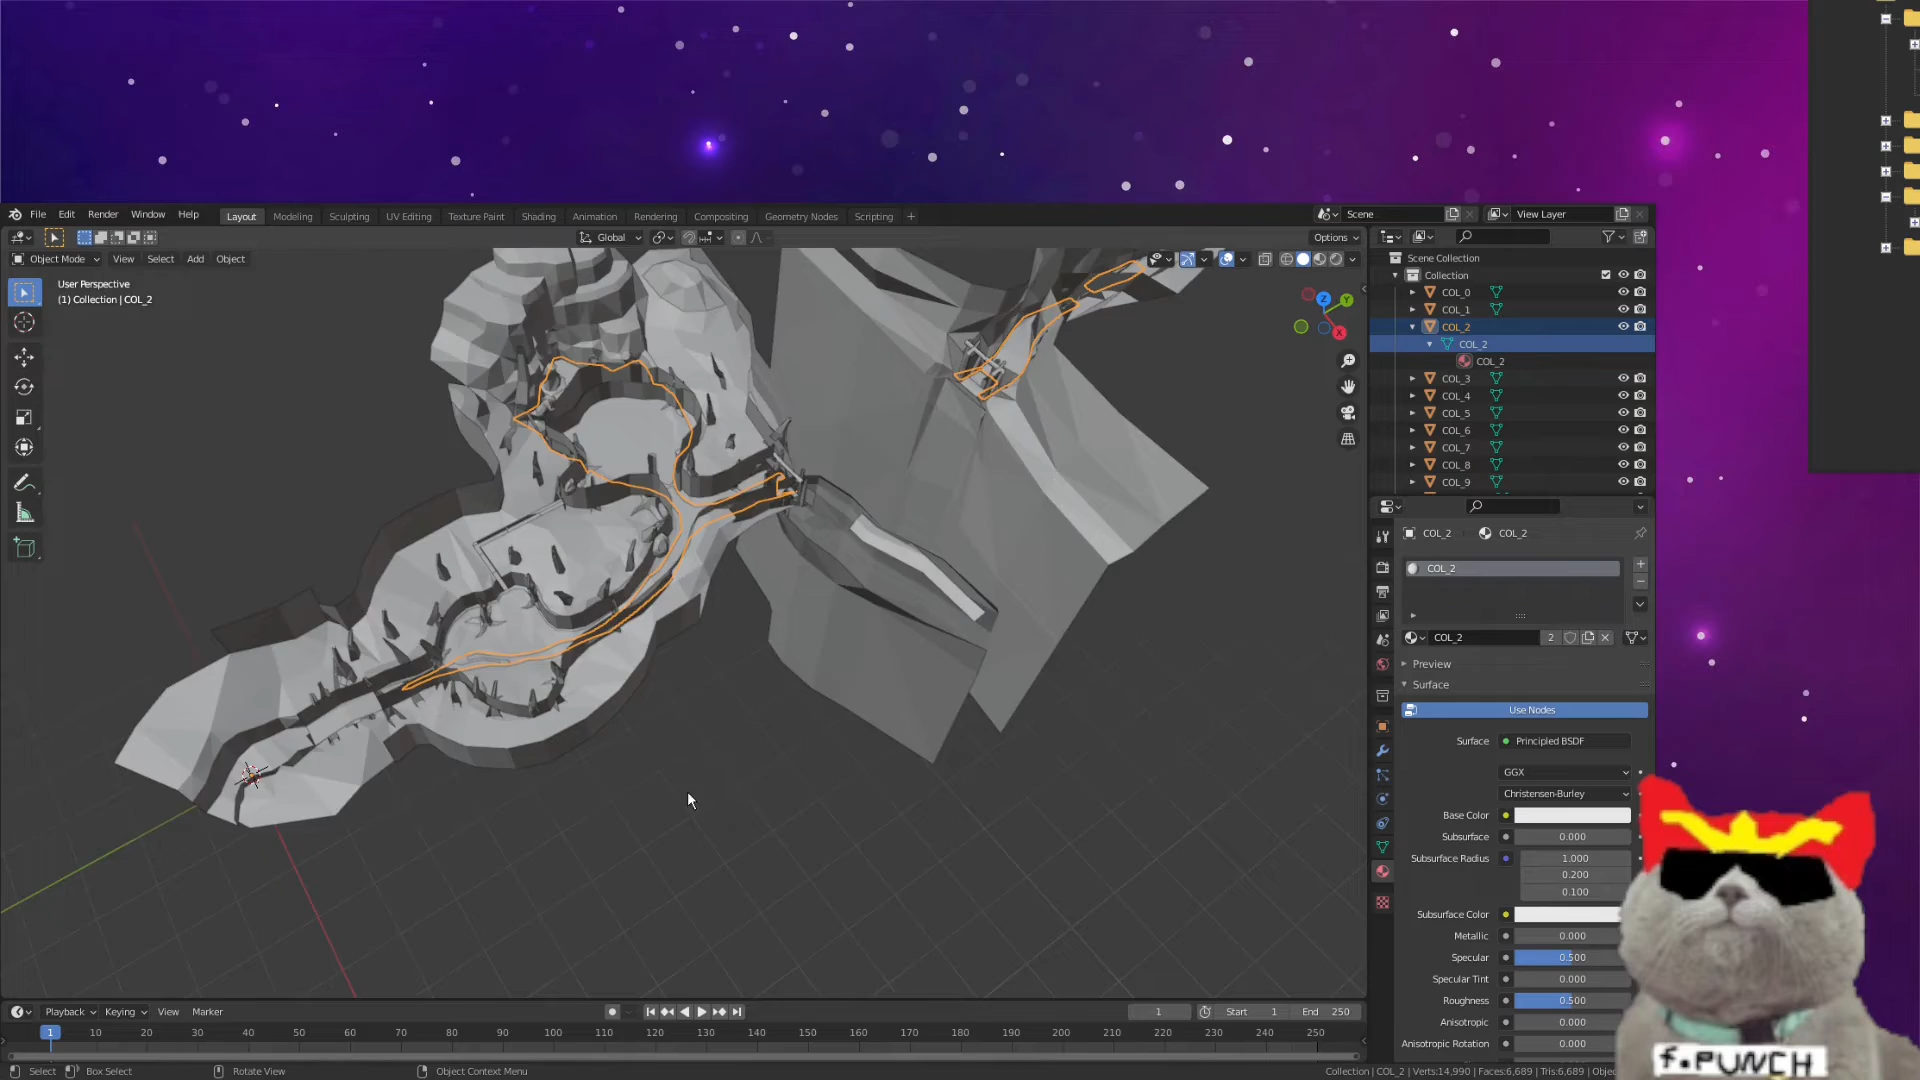 File Edit Render Window Help
Layout Modeling Sculpting UV Editing Texture Paint Shading Animation Rendering Compositing Geometry Nodes Scripting +
Scene View Layer
Global Options
Object Mode View Select Add Object
User Perspective
(1) Collection | COL_2
Z Y X
Scene Collection
Collection
COL_0
COL_1
COL_2
COL_2
COL_2
COL_3
COL_4
COL_5
COL_6
COL_7
COL_8
COL_9
COL_2 COL_2
COL_2
COL_2 2
Preview
Surface
Use Nodes
Surface Principled BSDF
GGX
Christensen-Burley
Base Color
Subsurface 0.000
Subsurface Radius 1.000
0.200
0.100
Subsurface Color
Metallic 0.000
Specular 0.500
Specular Tint 0.000
Roughness 0.500
Anisotropic 0.000
Anisotropic Rotation 0.000
Playback Keying View Marker
1 Start 1 End 250
1 10 20 30 40 50 60 70 80 90 100 110 120 130 140 150 160 170 180 190 200 210 220 230 240 250
Select Box Select Rotate View Object Context Menu
Collection | COL_2 | Verts:14,990 | Faces:6,689 | Tris:6,689 |
f.PUNCH